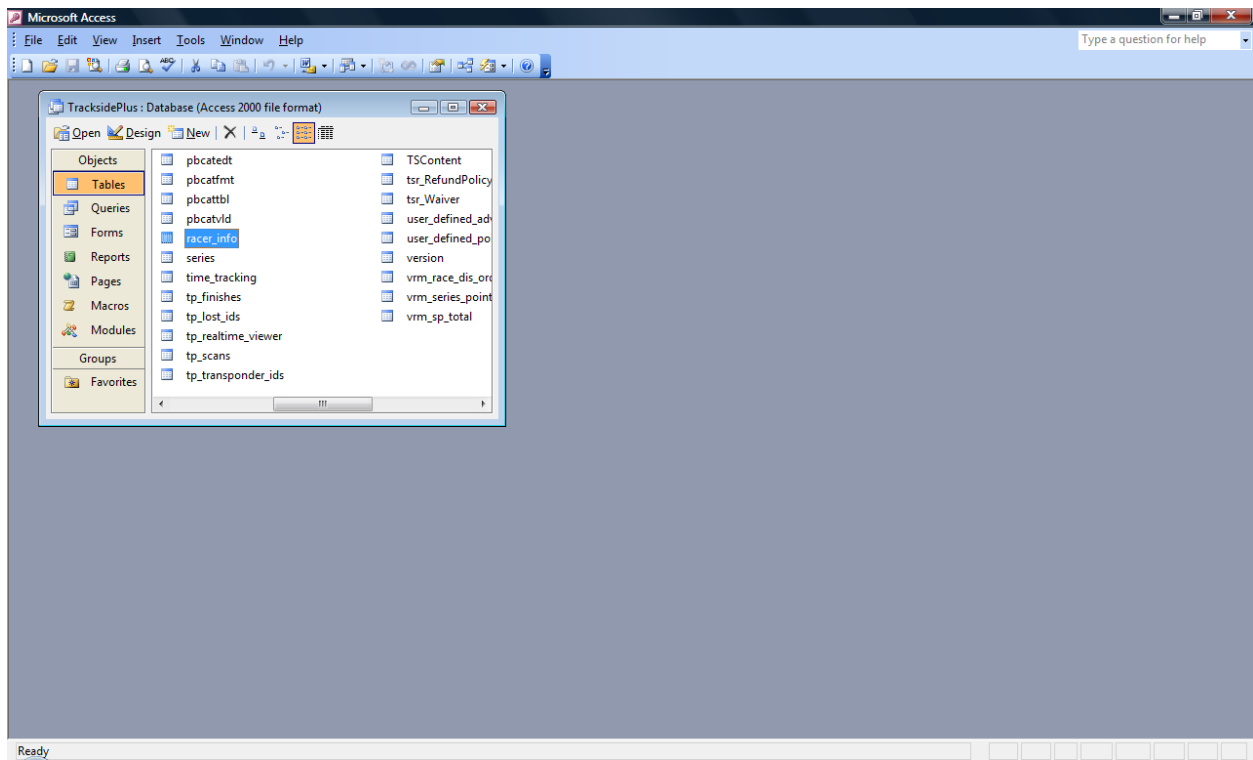 Microsoft Access
File Edit View Insert Tools Window Help
Type a question for help
TracksidePlus : Database (Access 2000 file format)
Open Design New
Objects
Tables
Queries
Forms
Reports
Pages
Macros
Modules
Groups
Favorites
pbcatedt
pbcatfmt
pbcattbl
pbcatvld
racer_info
series
time_tracking
tp_finishes
tp_lost_ids
tp_realtime_viewer
tp_scans
tp_transponder_ids
TSContent
tsr_RefundPolicy
tsr_Waiver
user_defined_adv
user_defined_po
version
vrm_race_dis_ord
vrm_series_point
vrm_sp_total
Ready